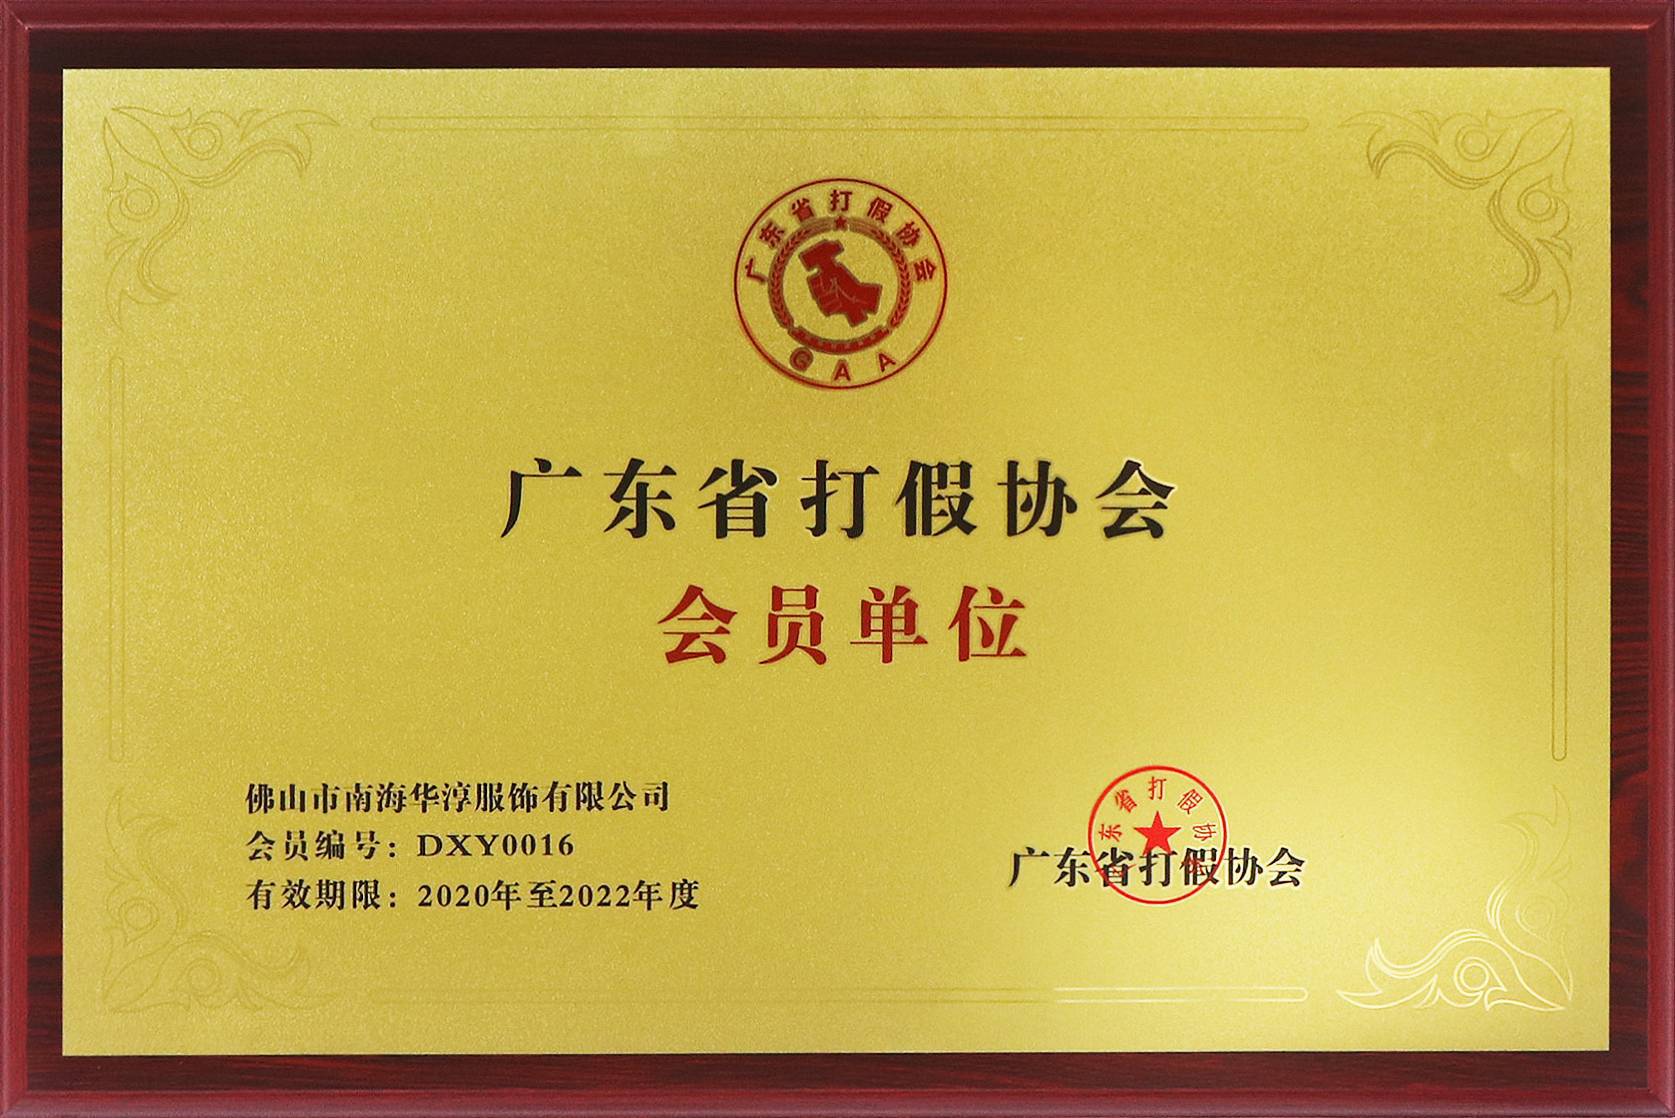 广东省打假协会
GAA
广东省打假协会
会员单位
佛山市南海华淳服饰有限公司
会员编号：DXY0016
有效期限：2020年至2022年度
东省打假协
广东省打假协会